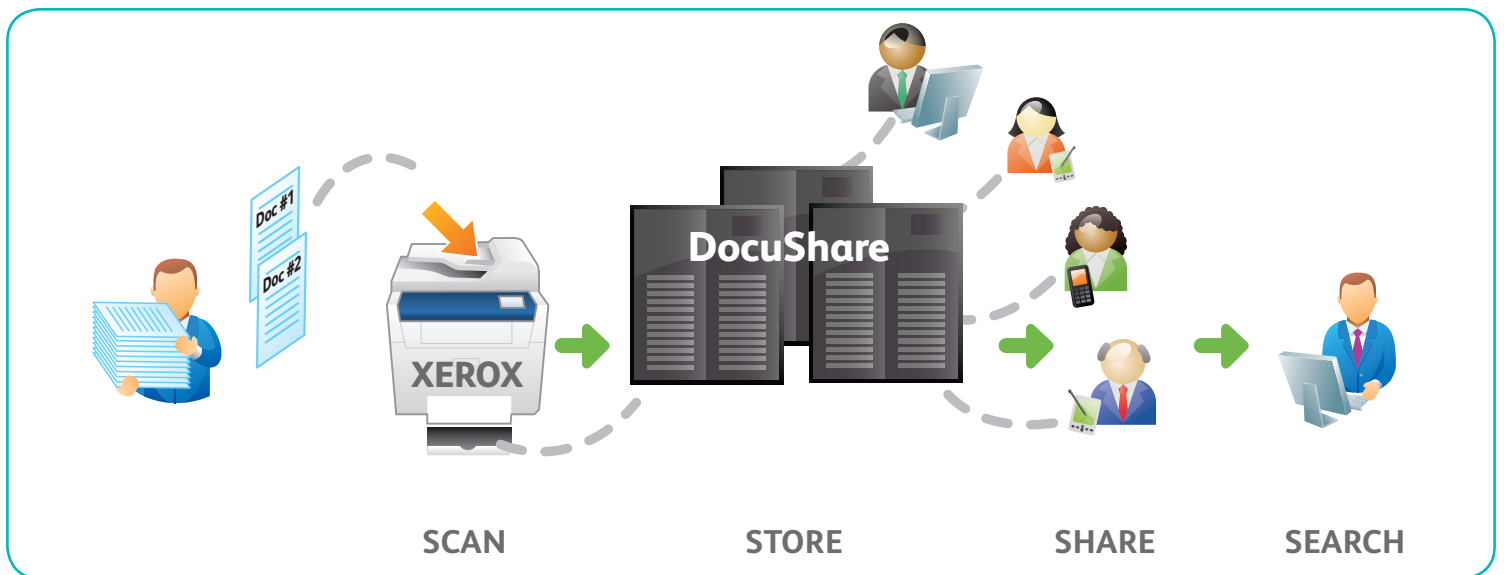 Doc #1
Doc #2
DocuShare
XEROX
SCAN
STORE
SHARE
SEARCH